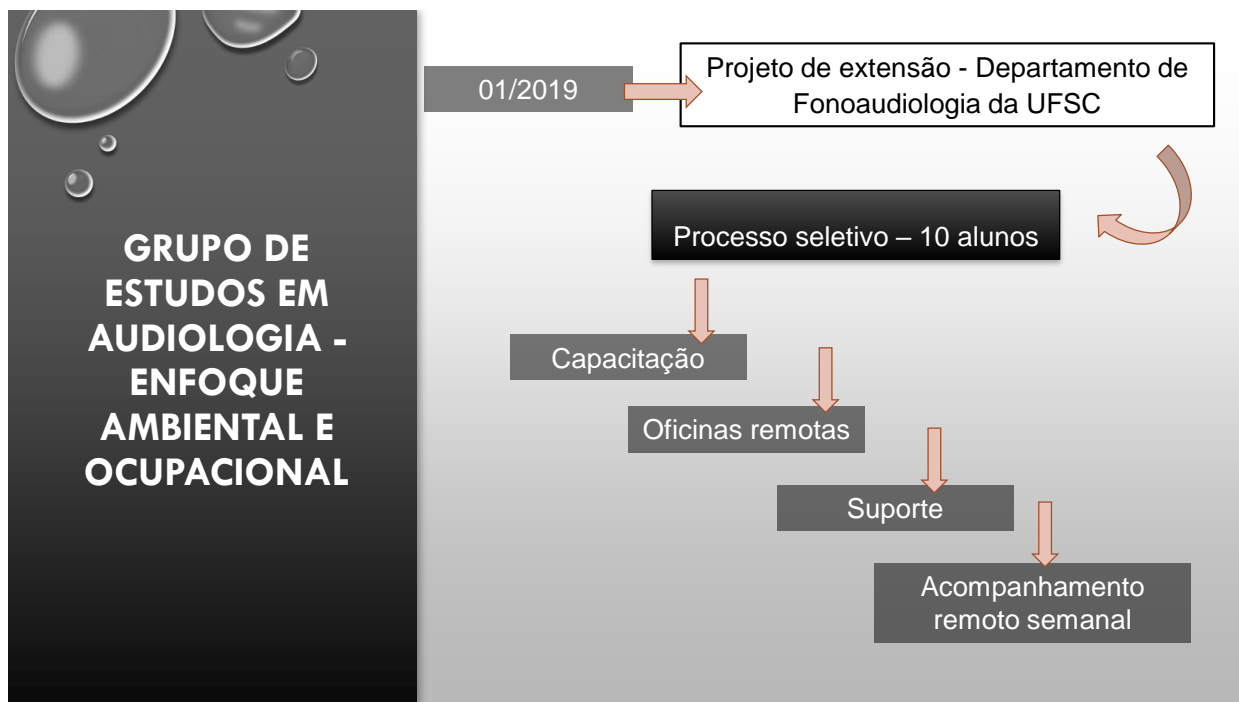 GRUPO DE
ESTUDOS EM
AUDIOLOGIA -
ENFOQUE
AMBIENTAL E
OCUPACIONAL
01/2019
Projeto de extensão - Departamento de
Fonoaudiologia da UFSC
Processo seletivo – 10 alunos
Capacitação
Oficinas remotas
Suporte
Acompanhamento
remoto semanal